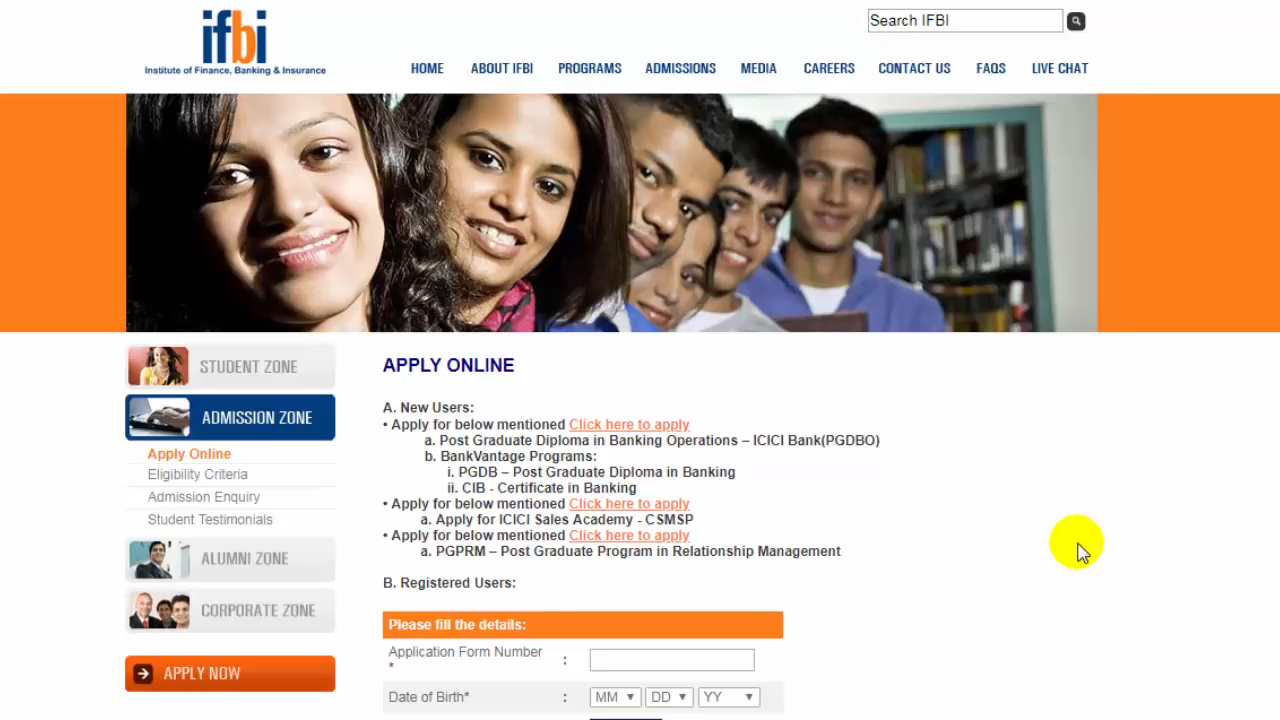 ifbi
Institute of Finance, Banking & Insurance
Search IFBI
HOME ABOUT IFBI PROGRAMS ADMISSIONS MEDIA CAREERS CONTACT US FAQS LIVE CHAT
STUDENT ZONE
ADMISSION ZONE
Apply Online
Eligibility Criteria
Admission Enquiry
Student Testimonials
ALUMNI ZONE
CORPORATE ZONE
APPLY NOW
APPLY ONLINE
A. New Users:
• Apply for below mentioned Click here to apply
a. Post Graduate Diploma in Banking Operations – ICICI Bank(PGDBO)
b. BankVantage Programs:
i. PGDB – Post Graduate Diploma in Banking
ii. CIB - Certificate in Banking
• Apply for below mentioned Click here to apply
a. Apply for ICICI Sales Academy - CSMSP
• Apply for below mentioned Click here to apply
a. PGPRM – Post Graduate Program in Relationship Management
B. Registered Users:
Please fill the details:
Application Form Number
* :
Date of Birth* : MM DD YY